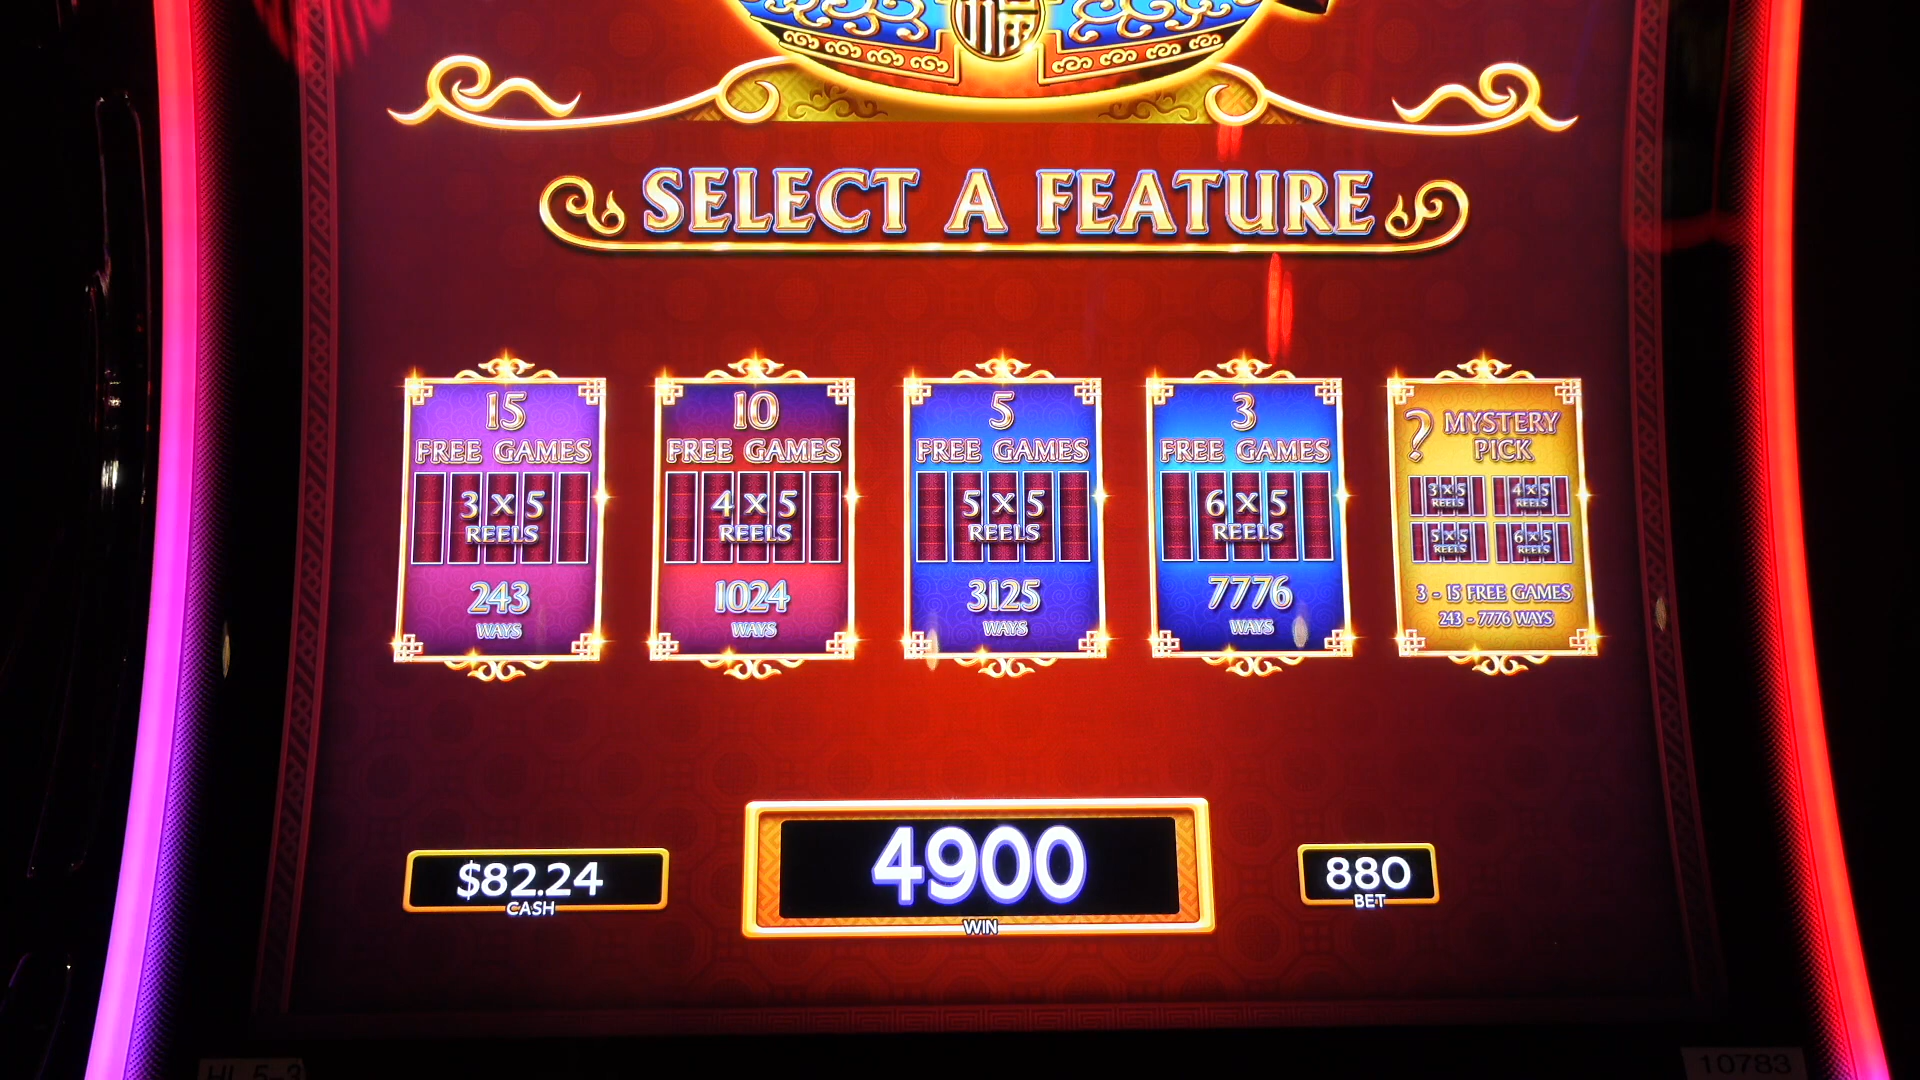 SELECT A FEATURE
15
FREE GAMES
3 x 5
REELS
243
WAYS
10
FREE GAMES
4 x 5
REELS
1024
WAYS
5
FREE GAMES
5 x 5
REELS
3125
WAYS
3
FREE GAMES
6 x 5
REELS
7776
WAYS
? MYSTERY
PICK
3 x 5
REELS
4 x 5
REELS
5 x 5
REELS
6 x 5
REELS
3 - 15 FREE GAMES
243 - 7776 WAYS
$82.24
CASH
4900
WIN
880
BET
HL 5-3
10783